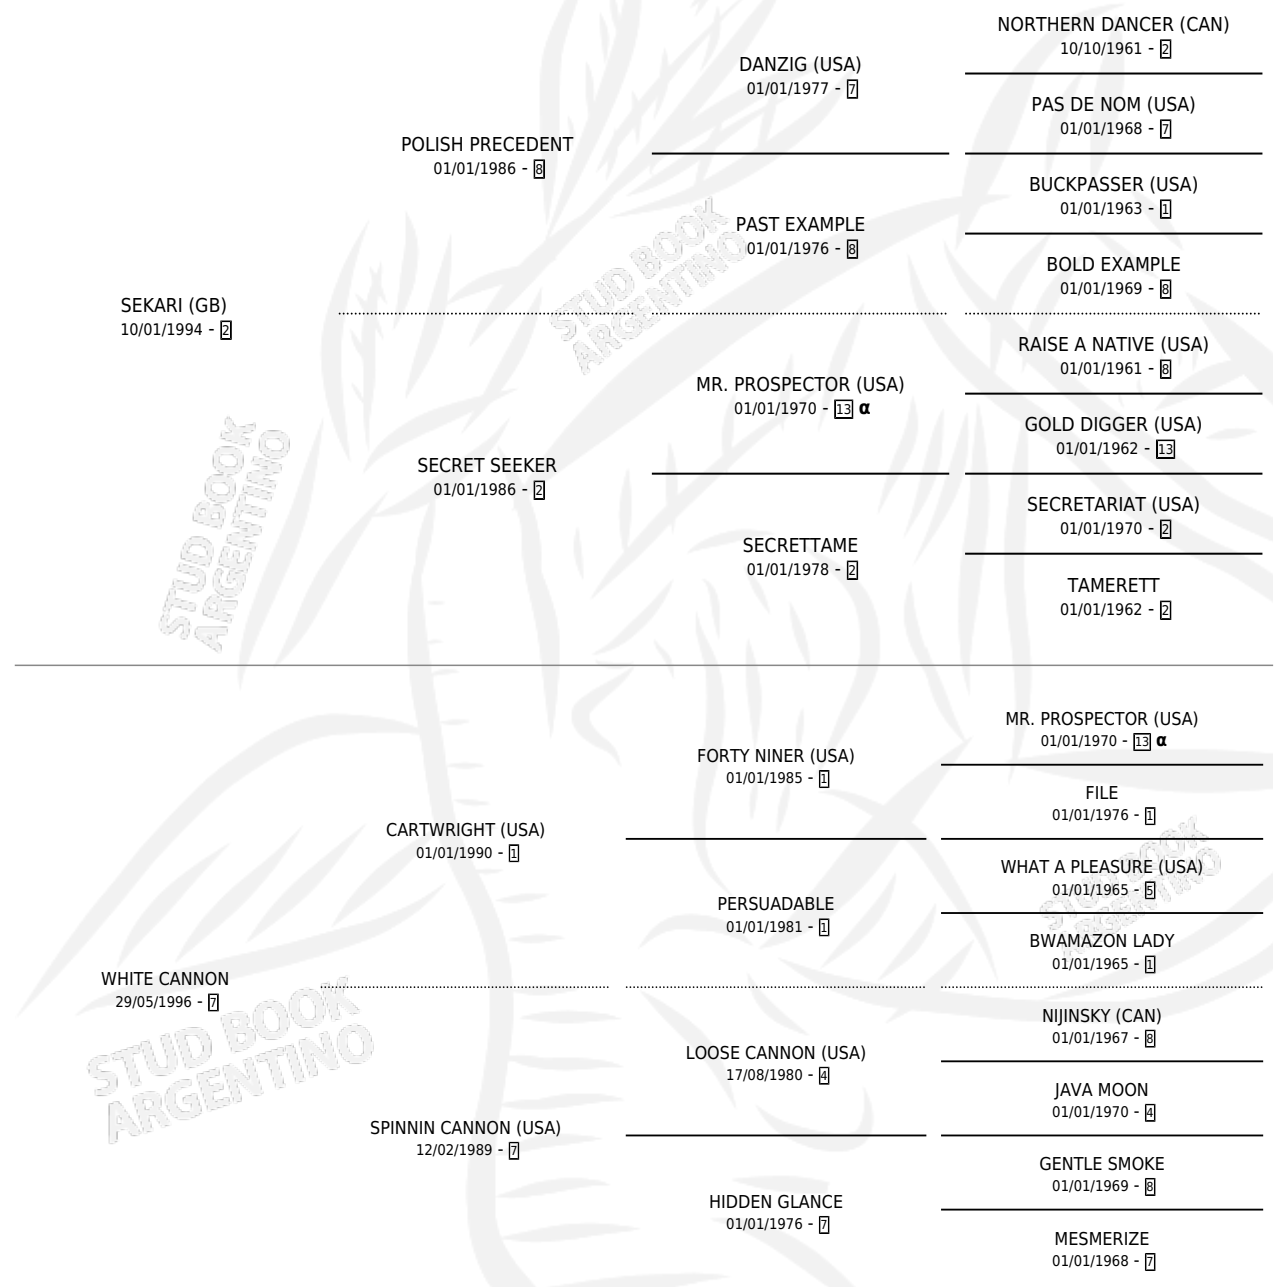 NORTHERN DANCER (CAN)
10/10/1961 - 2
DANZIG (USA)
01/01/1977 - 7
PAS DE NOM (USA)
01/01/1968 - 7
POLISH PRECEDENT
01/01/1986 - 8
BUCKPASSER (USA)
01/01/1963 - 1
PAST EXAMPLE
01/01/1976 - 8
BOLD EXAMPLE
01/01/1969 - 8
SEKARI (GB)
10/01/1994 - 2
RAISE A NATIVE (USA)
01/01/1961 - 8
MR. PROSPECTOR (USA)
01/01/1970 - 13 α
GOLD DIGGER (USA)
01/01/1962 - 13
SECRET SEEKER
01/01/1986 - 2
SECRETARIAT (USA)
01/01/1970 - 2
SECRETTAME
01/01/1978 - 2
TAMERETT
01/01/1962 - 2
MR. PROSPECTOR (USA)
01/01/1970 - 13 α
FORTY NINER (USA)
01/01/1985 - 1
FILE
01/01/1976 - 1
CARTWRIGHT (USA)
01/01/1990 - 1
WHAT A PLEASURE (USA)
01/01/1965 - 5
PERSUADABLE
01/01/1981 - 1
BWAMAZON LADY
01/01/1965 - 1
WHITE CANNON
29/05/1996 - 7
NIJINSKY (CAN)
01/01/1967 - 8
LOOSE CANNON (USA)
17/08/1980 - 4
JAVA MOON
01/01/1970 - 4
SPINNIN CANNON (USA)
12/02/1989 - 7
GENTLE SMOKE
01/01/1969 - 8
HIDDEN GLANCE
01/01/1976 - 7
MESMERIZE
01/01/1968 - 7
STUD BOOK
ARGENTINO
STUD BOOK
ARGENTINO
STUD BOOK
ARGENTINO
STUD BOOK
ARGENTINO